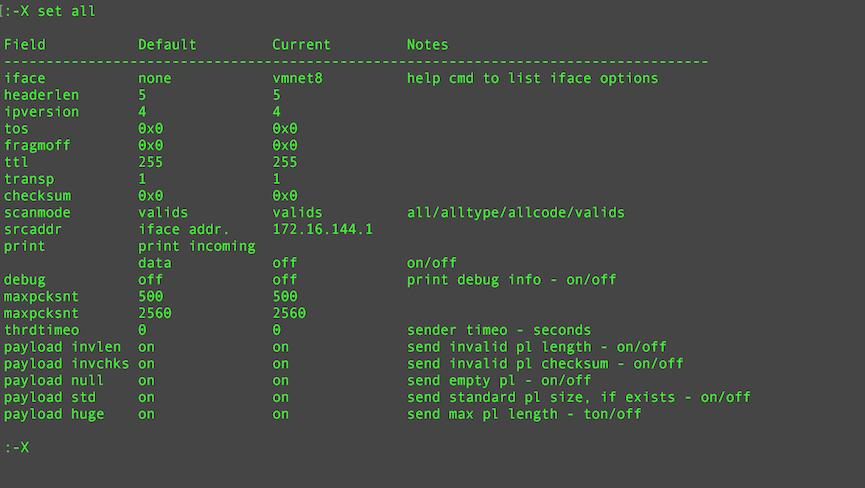 [:-X set all
Field Default Current Notes
------------------------------------------------------------------------------------
iface none vmnet8 help cmd to list iface options
headerlen 5 5
ipversion 4 4
tos 0x0 0x0
fragmoff 0x0 0x0
ttl 255 255
transp 1 1
checksum 0x0 0x0
scanmode valids valids all/alltype/allcode/valids
srcaddr iface addr. 172.16.144.1
print print incoming
data off on/off
debug off off print debug info - on/off
maxpcksnt 500 500
maxpcksnt 2560 2560
thrdtimeo 0 0 sender timeo - seconds
payload invlen on on send invalid pl length - on/off
payload invchks on on send invalid pl checksum - on/off
payload null on on send empty pl - on/off
payload std on on send standard pl size, if exists - on/off
payload huge on on send max pl length - ton/off
:-X